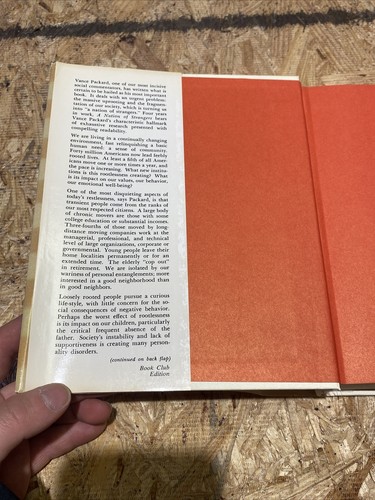 Vance Packard, one of our most incisive
social commentators, has written what is
certain to be hailed as his most important
book. It deals with an urgent problem:
the massive uprooting and the fragmen-
tation of our society, which is turning us
into "a nation of strangers." Four years
in work, A Nation of Strangers bears
Vance Packard's characteristic hallmark
of exhaustive research presented with
compelling readability.
We are living in a continually changing
environment, fast relinquishing a basic
human need: a sense of community.
Forty million Americans now lead feebly
rooted lives. At least a fifth of all Amer-
icans move one or more times a year, and
the pace is increasing. What new institu-
tions is this rootlessness creating? What
is its impact on our values, our behavior,
our emotional well-being?
One of the most disquieting aspects of
today's restlessness, says Packard, is that
transient people come from the ranks of
our most respected citizens. A large body
of chronic movers are those with some
college education or substantial incomes.
Three-fourths of those moved by long-
distance moving companies work at the
managerial, professional, and technical
level of large organizations, corporate or
governmental. Young people leave their
home localities permanently or for an
extended time. The elderly "cop out"
in retirement. We are isolated by our
wariness of personal entanglements; more
interested in a good neighborhood than
in good neighbors.
Loosely rooted people pursue a curious
life-style, with little concern for the so-
cial consequences of negative behavior.
Perhaps the worst effect of rootlessness
is its impact on our children, particularly
the critical frequent absence of the
father. Society's instability and lack of
supportiveness is creating many person-
ality disorders.
(continued on back flap)
Book Club
Edition